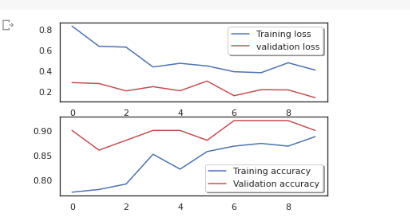 0.8
0.6
0.4
0.2
Training loss
validation loss
0 2 4 6 8
0.90
0.85
0.80
Training accuracy
Validation accuracy
0 2 4 6 8